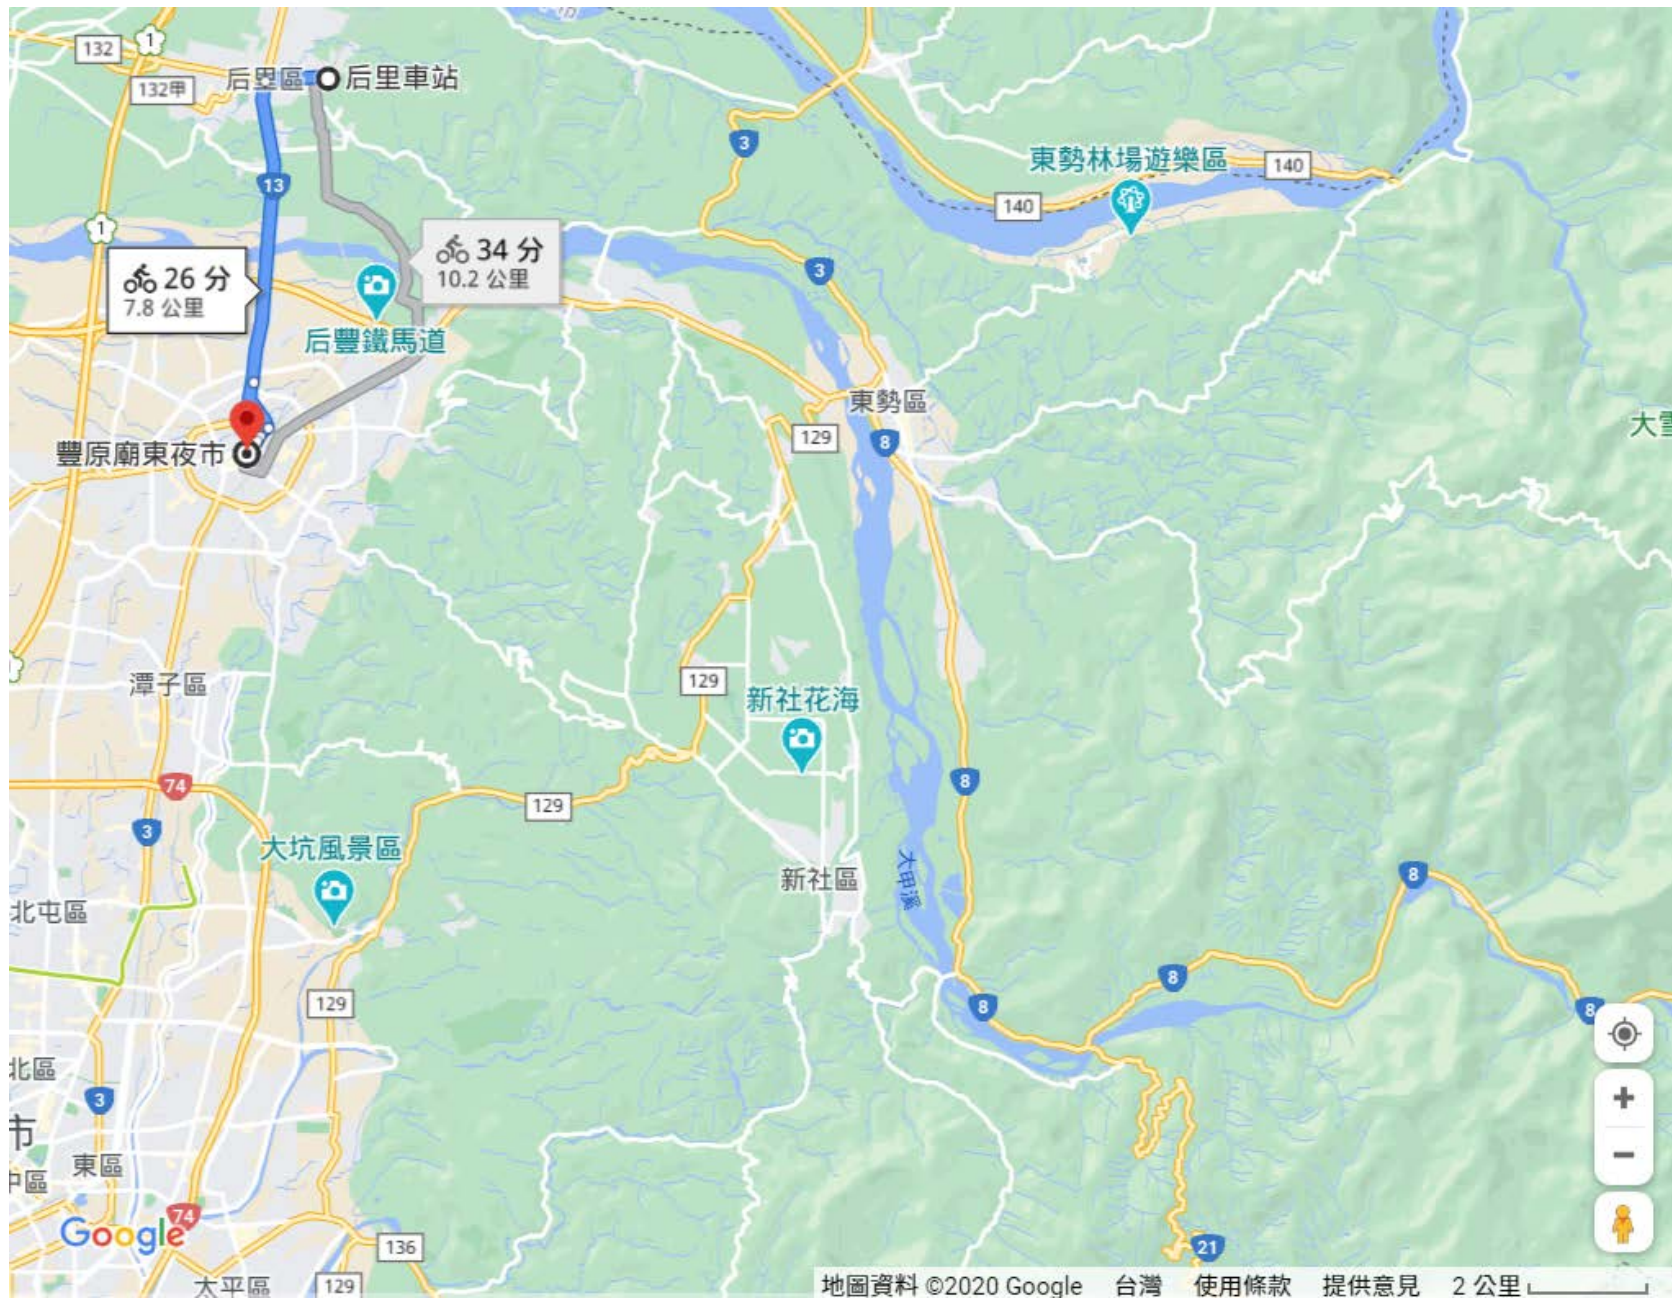 1
132
132甲
后里區
后里車站
3
13
1
東勢林場遊樂區
140
140
34 分
10.2 公里
26 分
7.8 公里
3
后豐鐵馬道
東勢區
129
8
豐原廟東夜市
潭子區
129
新社花海
74
8
3
129
大坑風景區
新社區
大甲溪
8
北屯區
8
129
8
8
北區
3
市
東區
中區
Google
74
136
21
太平區
129
地圖資料 ©2020 Google 台灣 使用條款 提供意見 2 公里